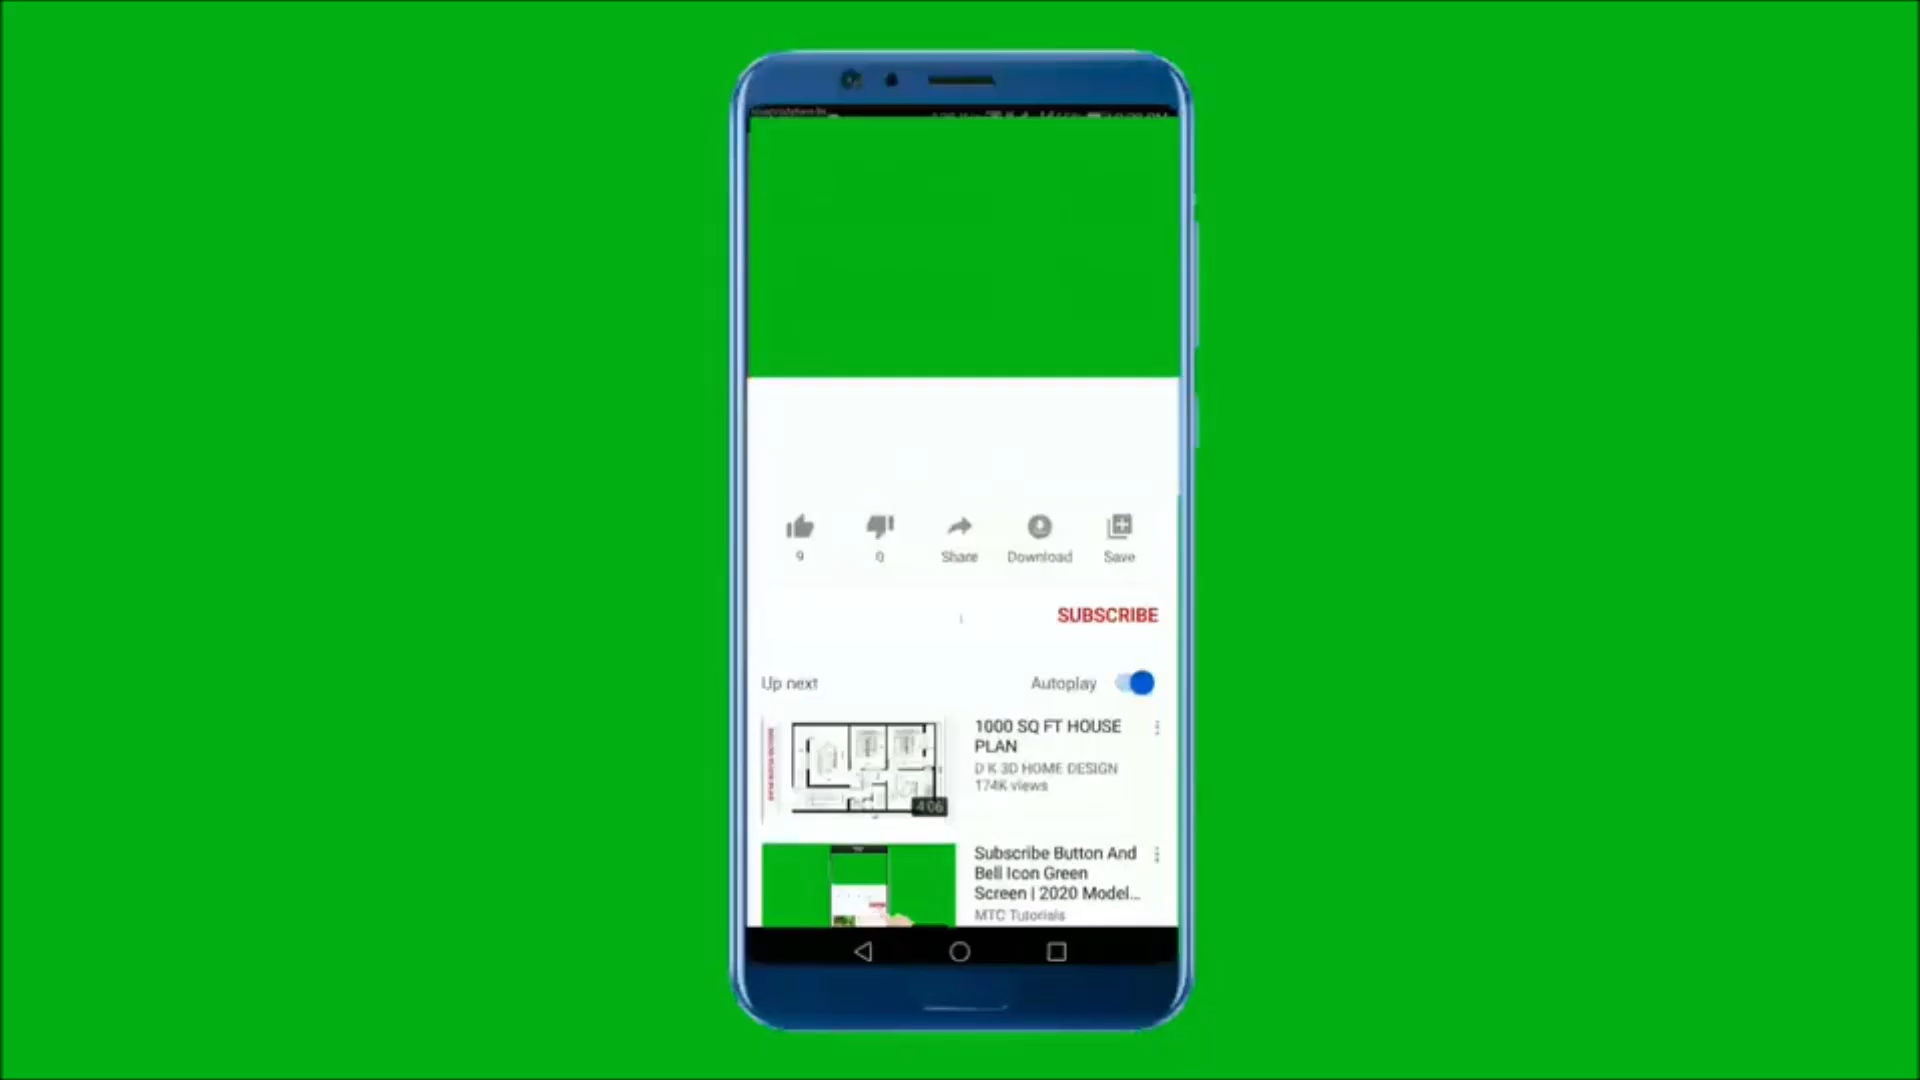 9
0
Share
Download
Save
SUBSCRIBE
Up next
Autoplay
1000 SQ FT HOUSE
PLAN
D K 3D HOME DESIGN
174K views
4:06
Subscribe Button And
Bell Icon Green
Screen | 2020 Model...
MTC Tutorials